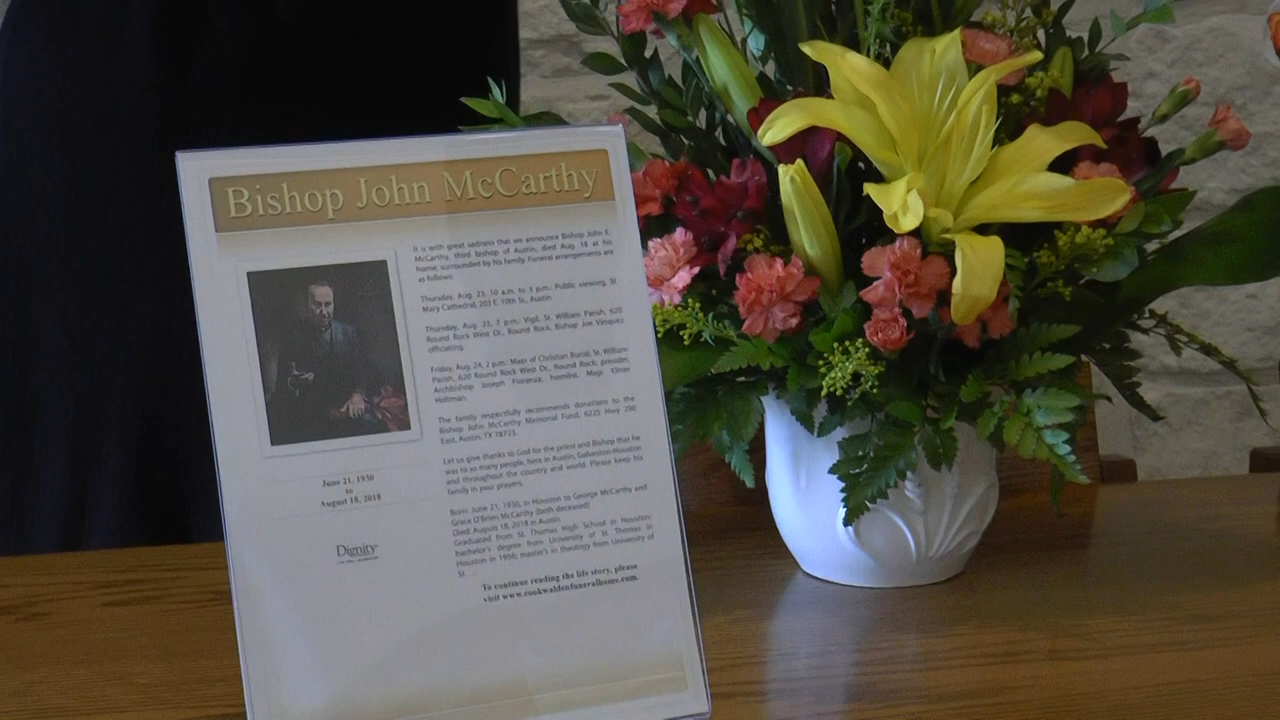 Bishop John McCarthy
It is with great sadness that we announce Bishop John E.
McCarthy, third bishop of Austin, died Aug. 18 at his
home, surrounded by his family. Funeral arrangements are
as follows:
Thursday, Aug. 23, 10 a.m. to 3 p.m.: Public viewing, St.
Mary Cathedral, 203 E. 10th St., Austin
Thursday, Aug. 23, 7 p.m.: Vigil, St. William Parish, 620
Round Rock West Dr., Round Rock, Bishop Joe Vásquez
officiating.
Friday, Aug. 24, 2 p.m.: Mass of Christian Burial, St. William
Parish, 620 Round Rock West Dr., Round Rock; presider,
Archbishop Joseph Fiorenza; homilist, Msgr. Elmer
Holtman.
The family respectfully recommends donations to the
Bishop John McCarthy Memorial Fund, 6225 Hwy 290
East, Austin, TX 78723.
Let us give thanks to God for the priest and Bishop that he
was to so many people, here in Austin, Galveston-Houston
and throughout the country and world. Please keep his
family in your prayers.
Born: June 21, 1930, in Houston to George McCarthy and
Grace O'Brien McCarthy (both deceased)
Died: August 18, 2018 in Austin
Graduated from St. Thomas High School in Houston;
bachelor's degree from University of St. Thomas in
Houston in 1956; master's in theology from University of
St. ...
To continue reading the life story, please
visit www.cookwaldenfuneralhome.com.
June 21, 1930
to
August 18, 2018
Dignity